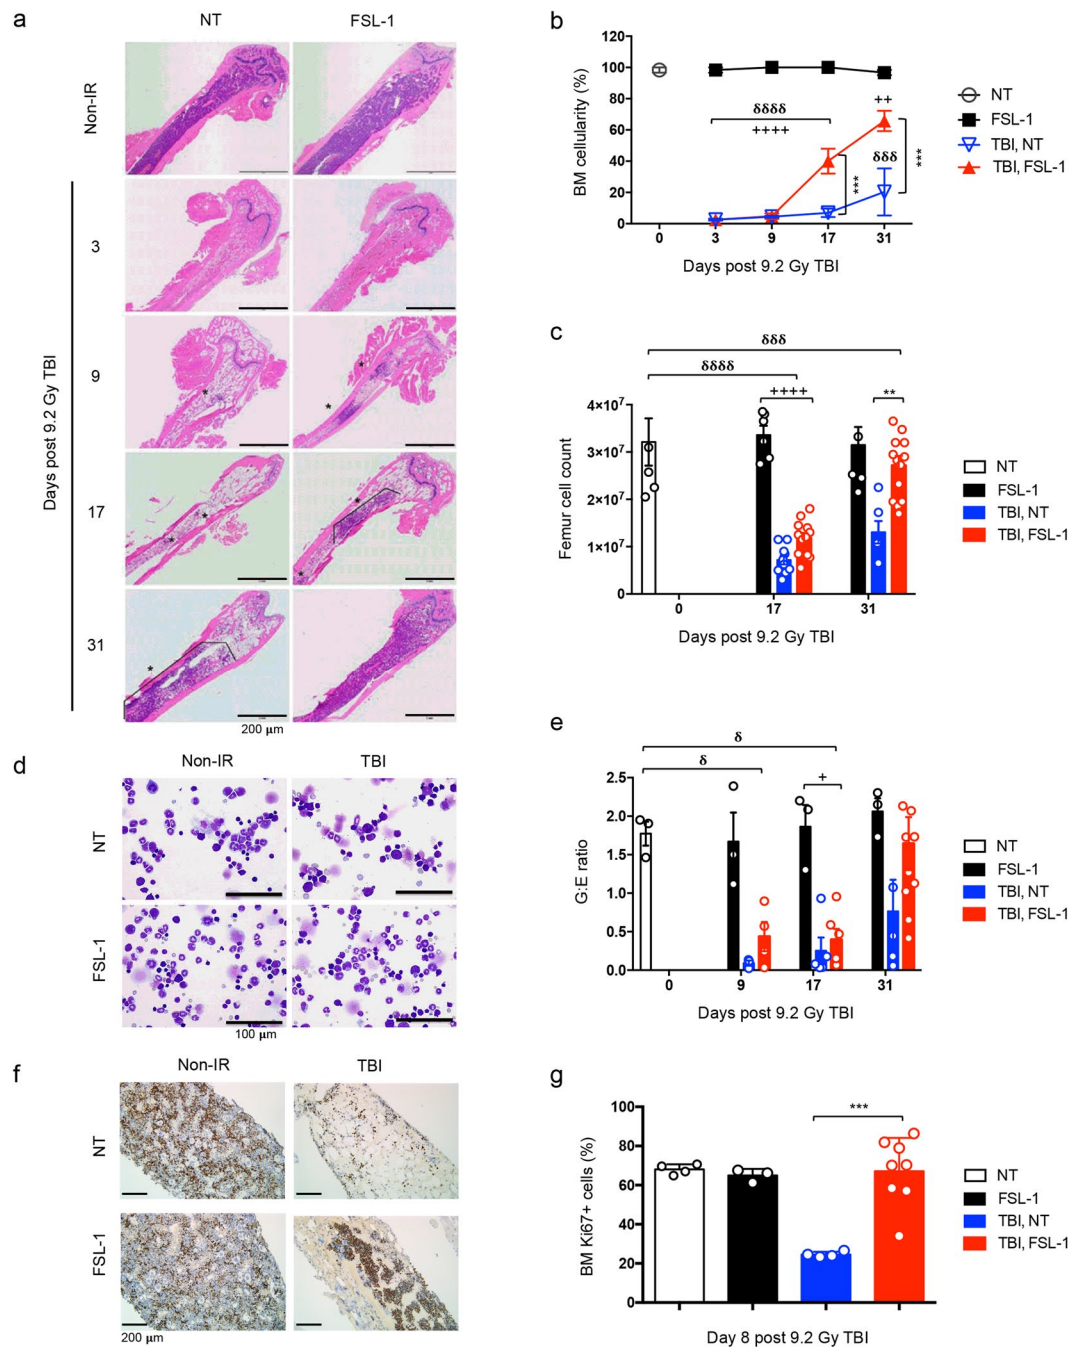 a
NT
FSL-1
Non-IR
Days post 9.2 Gy TBI
3
9
*
*
*
17
*
*
*
*
31
*
200 μm
b
120
100
80
60
40
20
0
BM cellularity (%)
δδδδ
++++
++
δδδ
***
***
0 3 9 17 31
Days post 9.2 Gy TBI
NT
FSL-1
TBI, NT
TBI, FSL-1
c
δδδ
δδδδ
++++
**
4×10⁷
3×10⁷
2×10⁷
1×10⁷
0
Femur cell count
0 17 31
Days post 9.2 Gy TBI
NT
FSL-1
TBI, NT
TBI, FSL-1
d
Non-IR
TBI
NT
FSL-1
100 μm
e
δ
δ
+
2.5
2.0
1.5
1.0
0.5
0.0
G:E ratio
0 9 17 31
Days post 9.2 Gy TBI
NT
FSL-1
TBI, NT
TBI, FSL-1
f
Non-IR
TBI
NT
FSL-1
200 μm
g
***
100
80
60
40
20
0
BM Ki67+ cells (%)
Day 8 post 9.2 Gy TBI
NT
FSL-1
TBI, NT
TBI, FSL-1